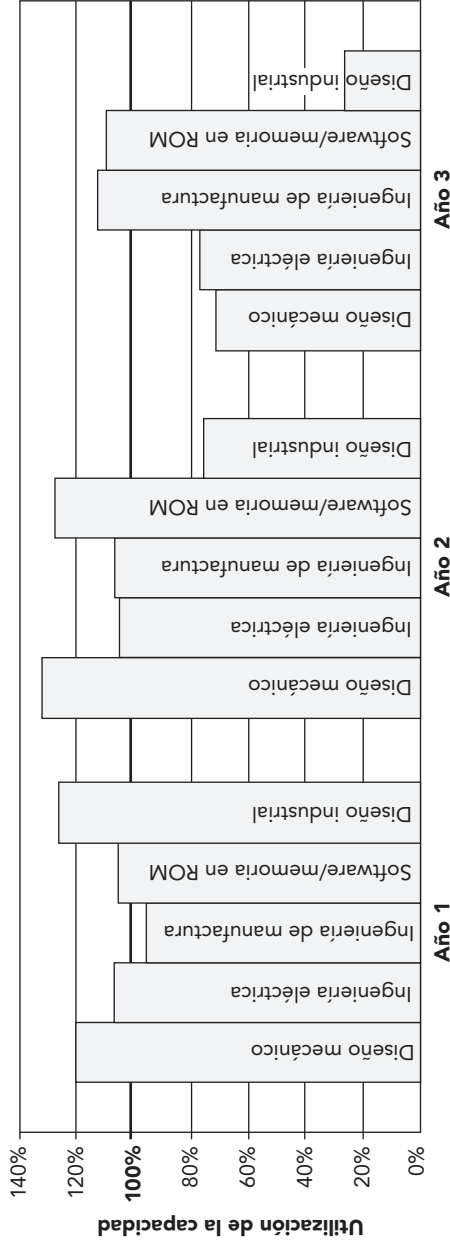 Utilización de la capacidad
140%
120%
100%
80%
60%
40%
20%
0%
Diseño mecánico
Ingeniería eléctrica
Ingeniería de manufactura
Software/memoria en ROM
Diseño industrial
Año 1
Diseño mecánico
Ingeniería eléctrica
Ingeniería de manufactura
Software/memoria en ROM
Diseño industrial
Año 2
Diseño mecánico
Ingeniería eléctrica
Ingeniería de manufactura
Software/memoria en ROM
Diseño industrial
Año 3